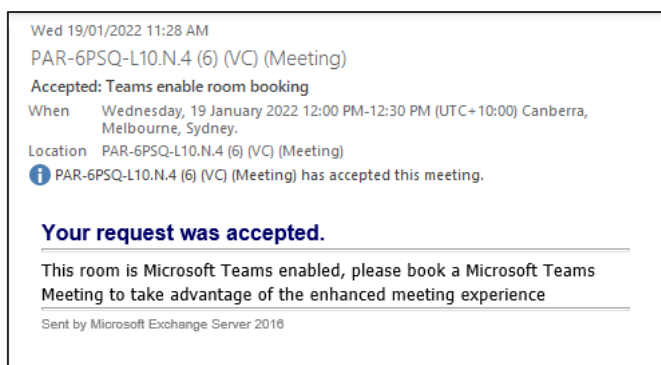 Wed 19/01/2022 11:28 AM
PAR-6PSQ-L10.N.4 (6) (VC) (Meeting)
Accepted: Teams enable room booking
When Wednesday, 19 January 2022 12:00 PM-12:30 PM (UTC+10:00) Canberra,
Melbourne, Sydney.
Location PAR-6PSQ-L10.N.4 (6) (VC) (Meeting)
PAR-6PSQ-L10.N.4 (6) (VC) (Meeting) has accepted this meeting.
Your request was accepted.
This room is Microsoft Teams enabled, please book a Microsoft Teams
Meeting to take advantage of the enhanced meeting experience
Sent by Microsoft Exchange Server 2016